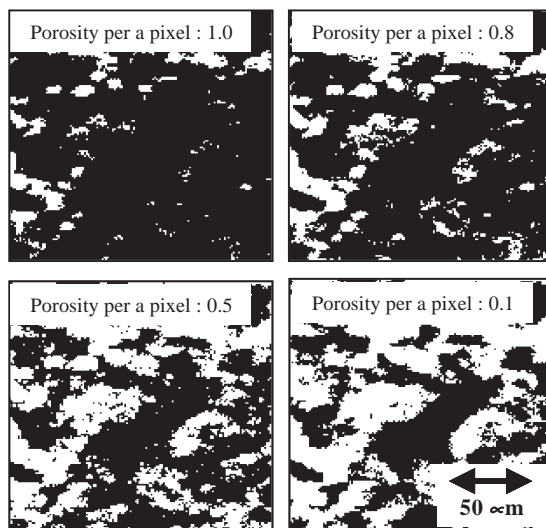 Porosity per a pixel : 1.0
Porosity per a pixel : 0.8
Porosity per a pixel : 0.5
Porosity per a pixel : 0.1
50 ∝m